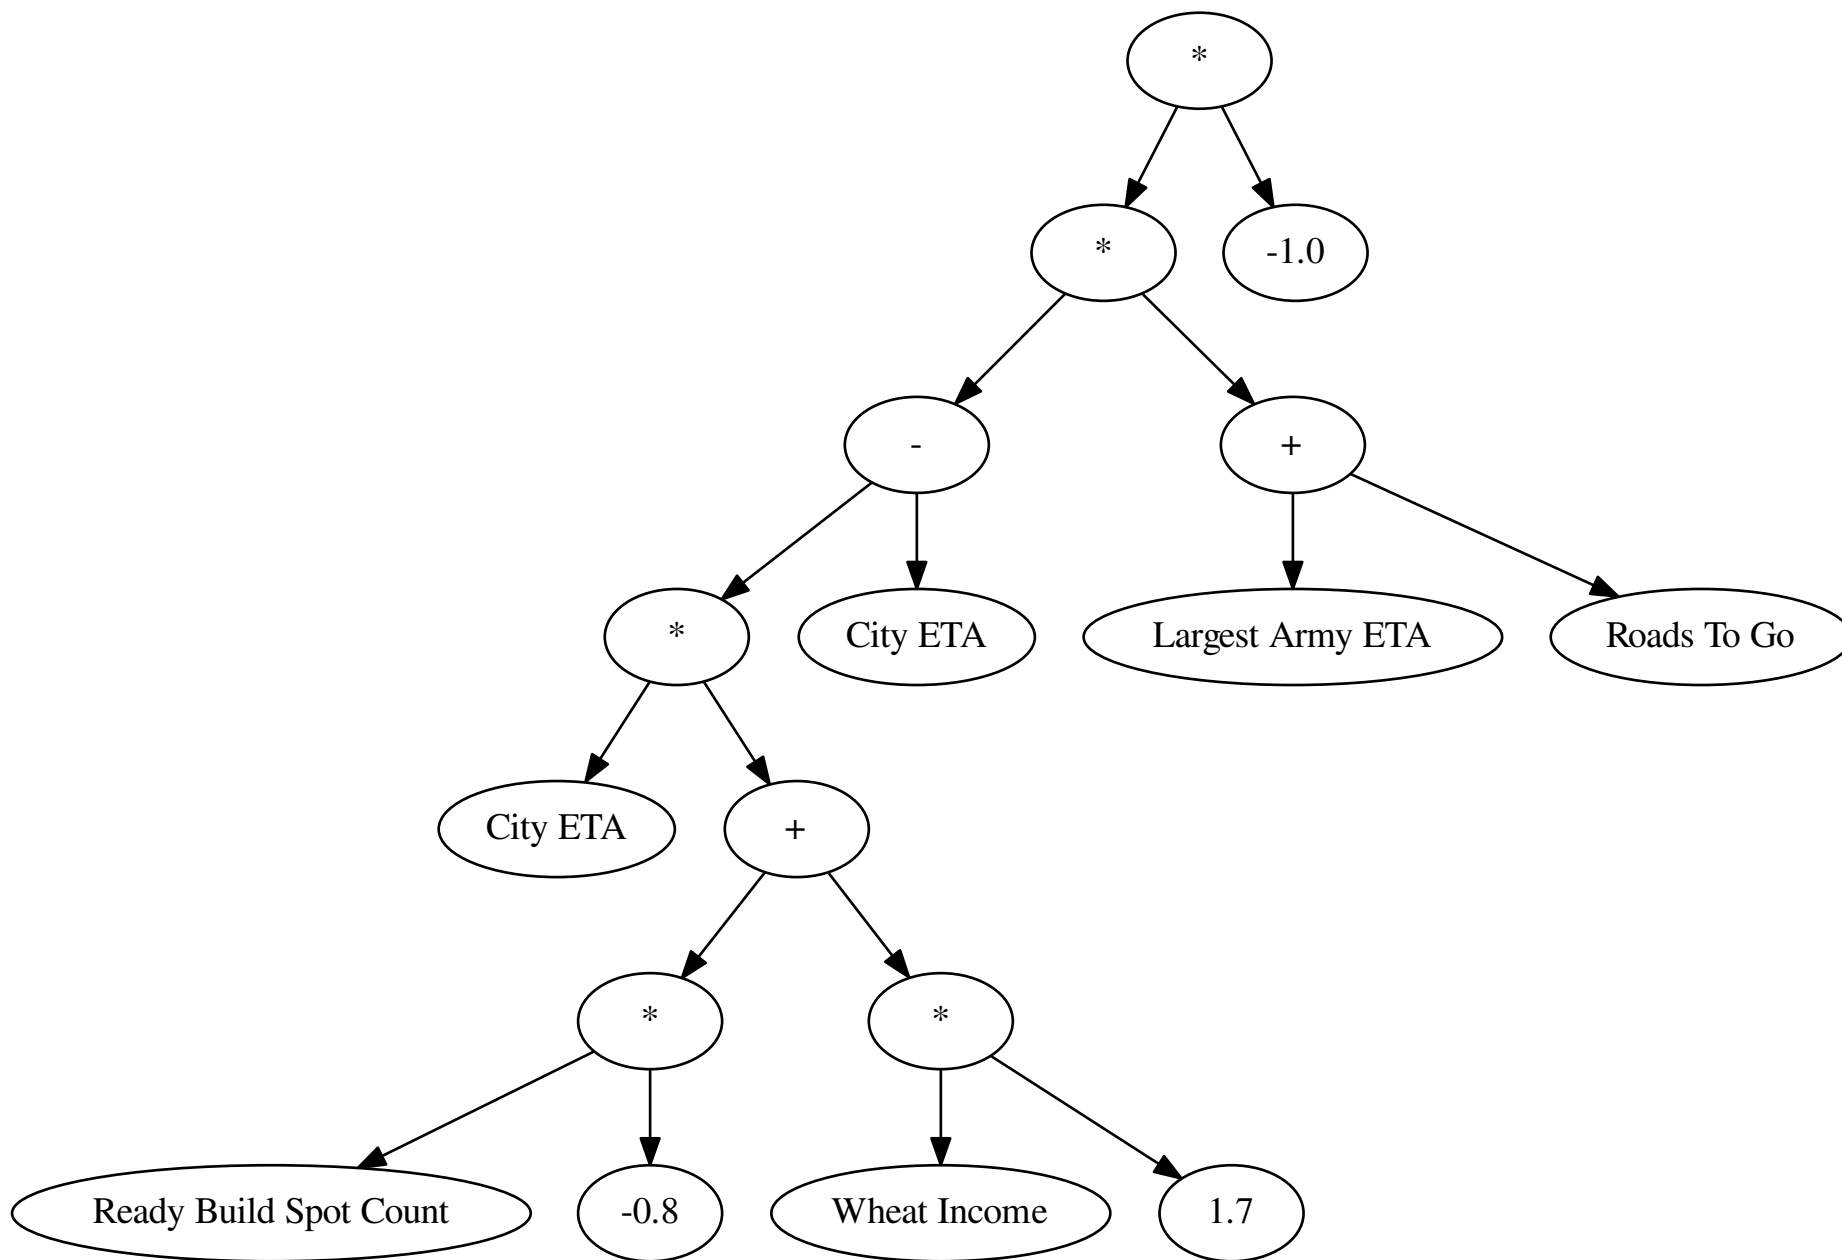 *
*
-1.0
-
+
*
City ETA
Largest Army ETA
Roads To Go
City ETA
+
*
*
Ready Build Spot Count
-0.8
Wheat Income
1.7